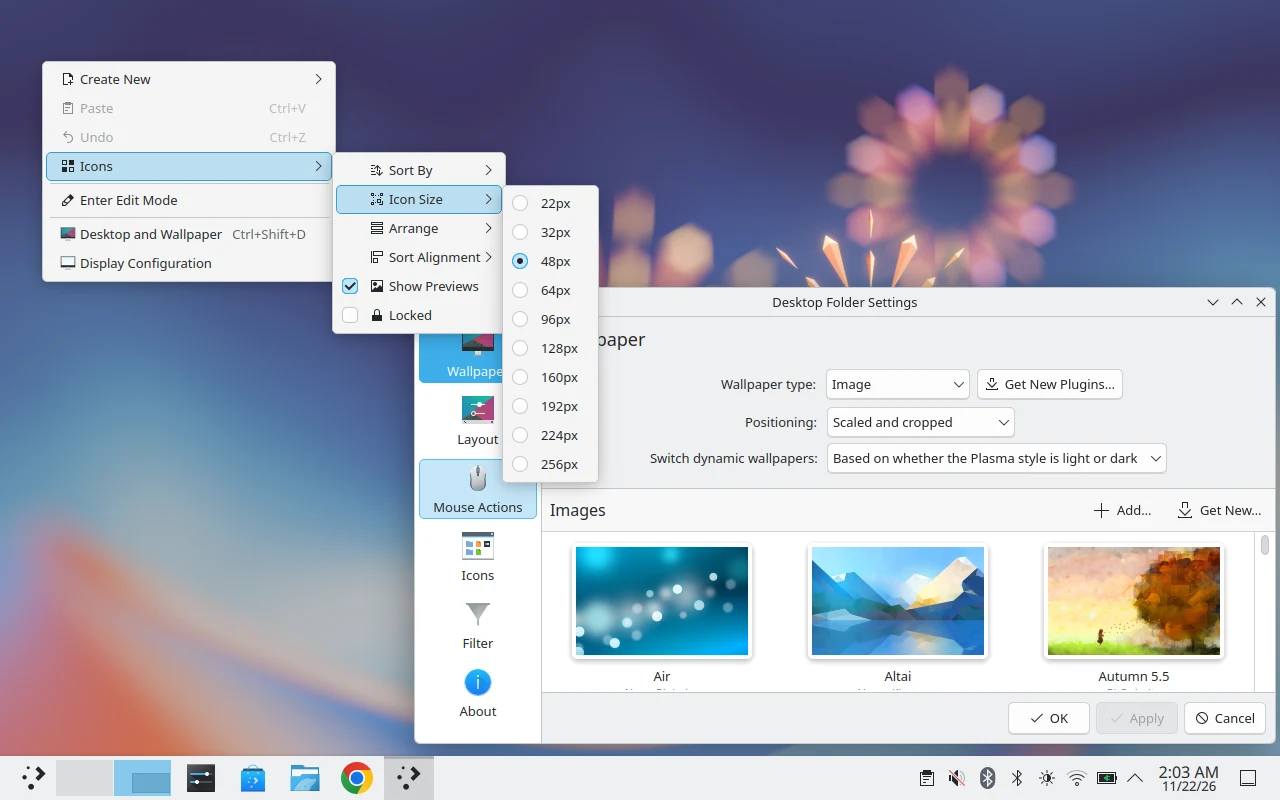 Create New
Paste Ctrl+V
Undo Ctrl+Z
Icons
Enter Edit Mode
Desktop and Wallpaper Ctrl+Shift+D
Display Configuration
Sort By
Icon Size
Arrange
Sort Alignment
Show Previews
Locked
22px
32px
48px
64px
96px
128px
160px
192px
224px
256px
Desktop Folder Settings
paper
Wallpape
Layout
Mouse Actions
Icons
Filter
About
Wallpaper type: Image Get New Plugins...
Positioning: Scaled and cropped
Switch dynamic wallpapers: Based on whether the Plasma style is light or dark
Images Add... Get New...
Air
Altai
Autumn 5.5
OK Apply Cancel
2:03 AM
11/22/26